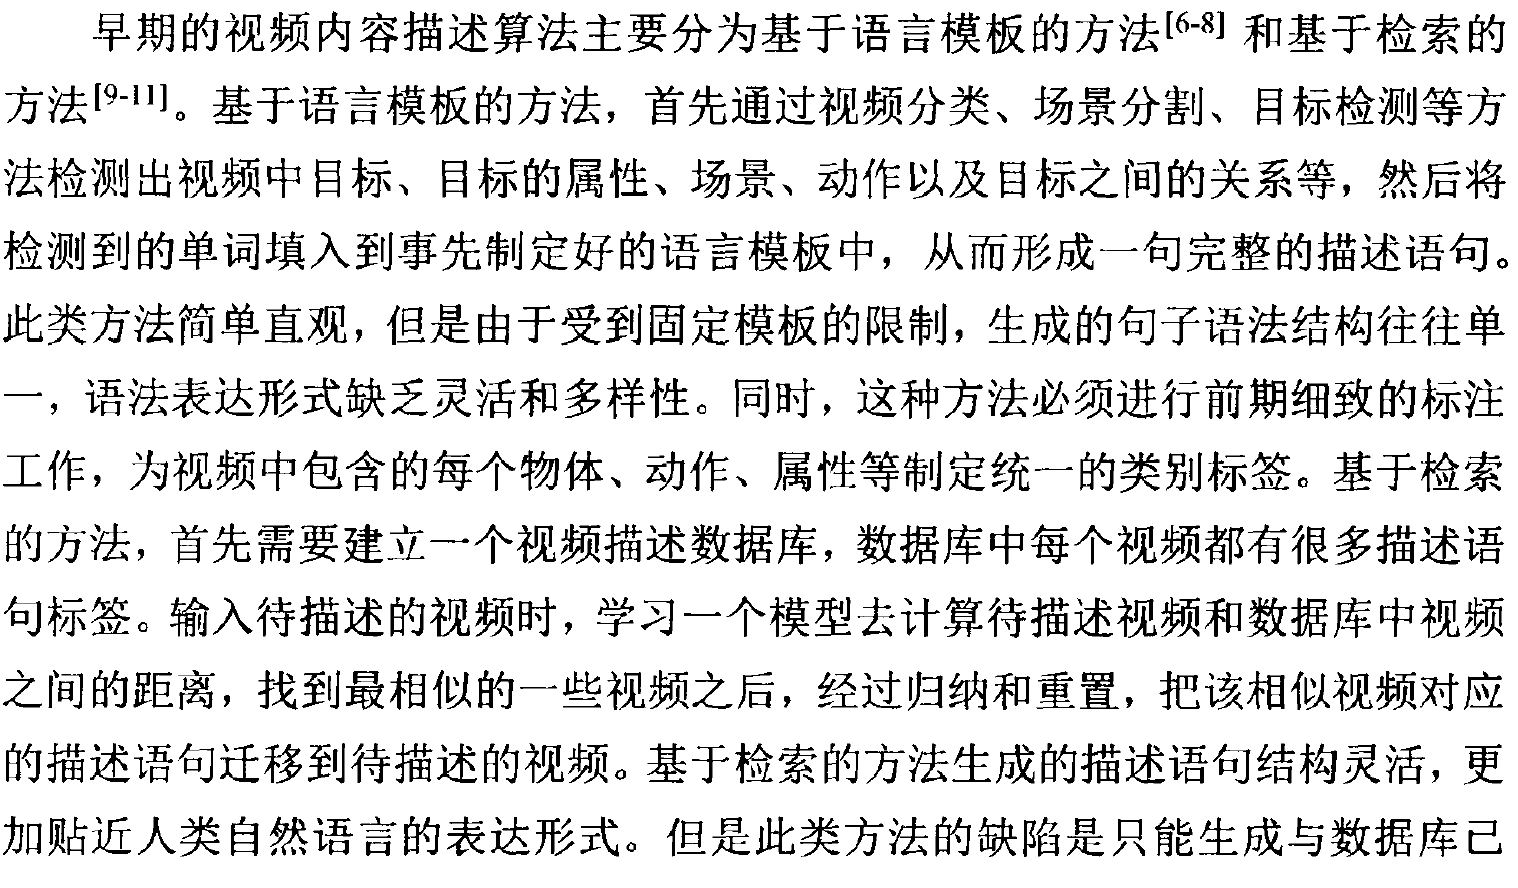 早期的视频内容描述算法主要分为基于语言模板的方法[6-8] 和基于检索的
方法[9-11]。基于语言模板的方法，首先通过视频分类、场景分割、目标检测等方
法检测出视频中目标、目标的属性、场景、动作以及目标之间的关系等，然后将
检测到的单词填入到事先制定好的语言模板中，从而形成一句完整的描述语句。
此类方法简单直观，但是由于受到固定模板的限制，生成的句子语法结构往往单
一，语法表达形式缺乏灵活和多样性。同时，这种方法必须进行前期细致的标注
工作，为视频中包含的每个物体、动作、属性等制定统一的类别标签。基于检索
的方法，首先需要建立一个视频描述数据库，数据库中每个视频都有很多描述语
句标签。输入待描述的视频时，学习一个模型去计算待描述视频和数据库中视频
之间的距离，找到最相似的一些视频之后，经过归纳和重置，把该相似视频对应
的描述语句迁移到待描述的视频。基于检索的方法生成的描述语句结构灵活，更
加贴近人类自然语言的表达形式。但是此类方法的缺陷是只能生成与数据库已